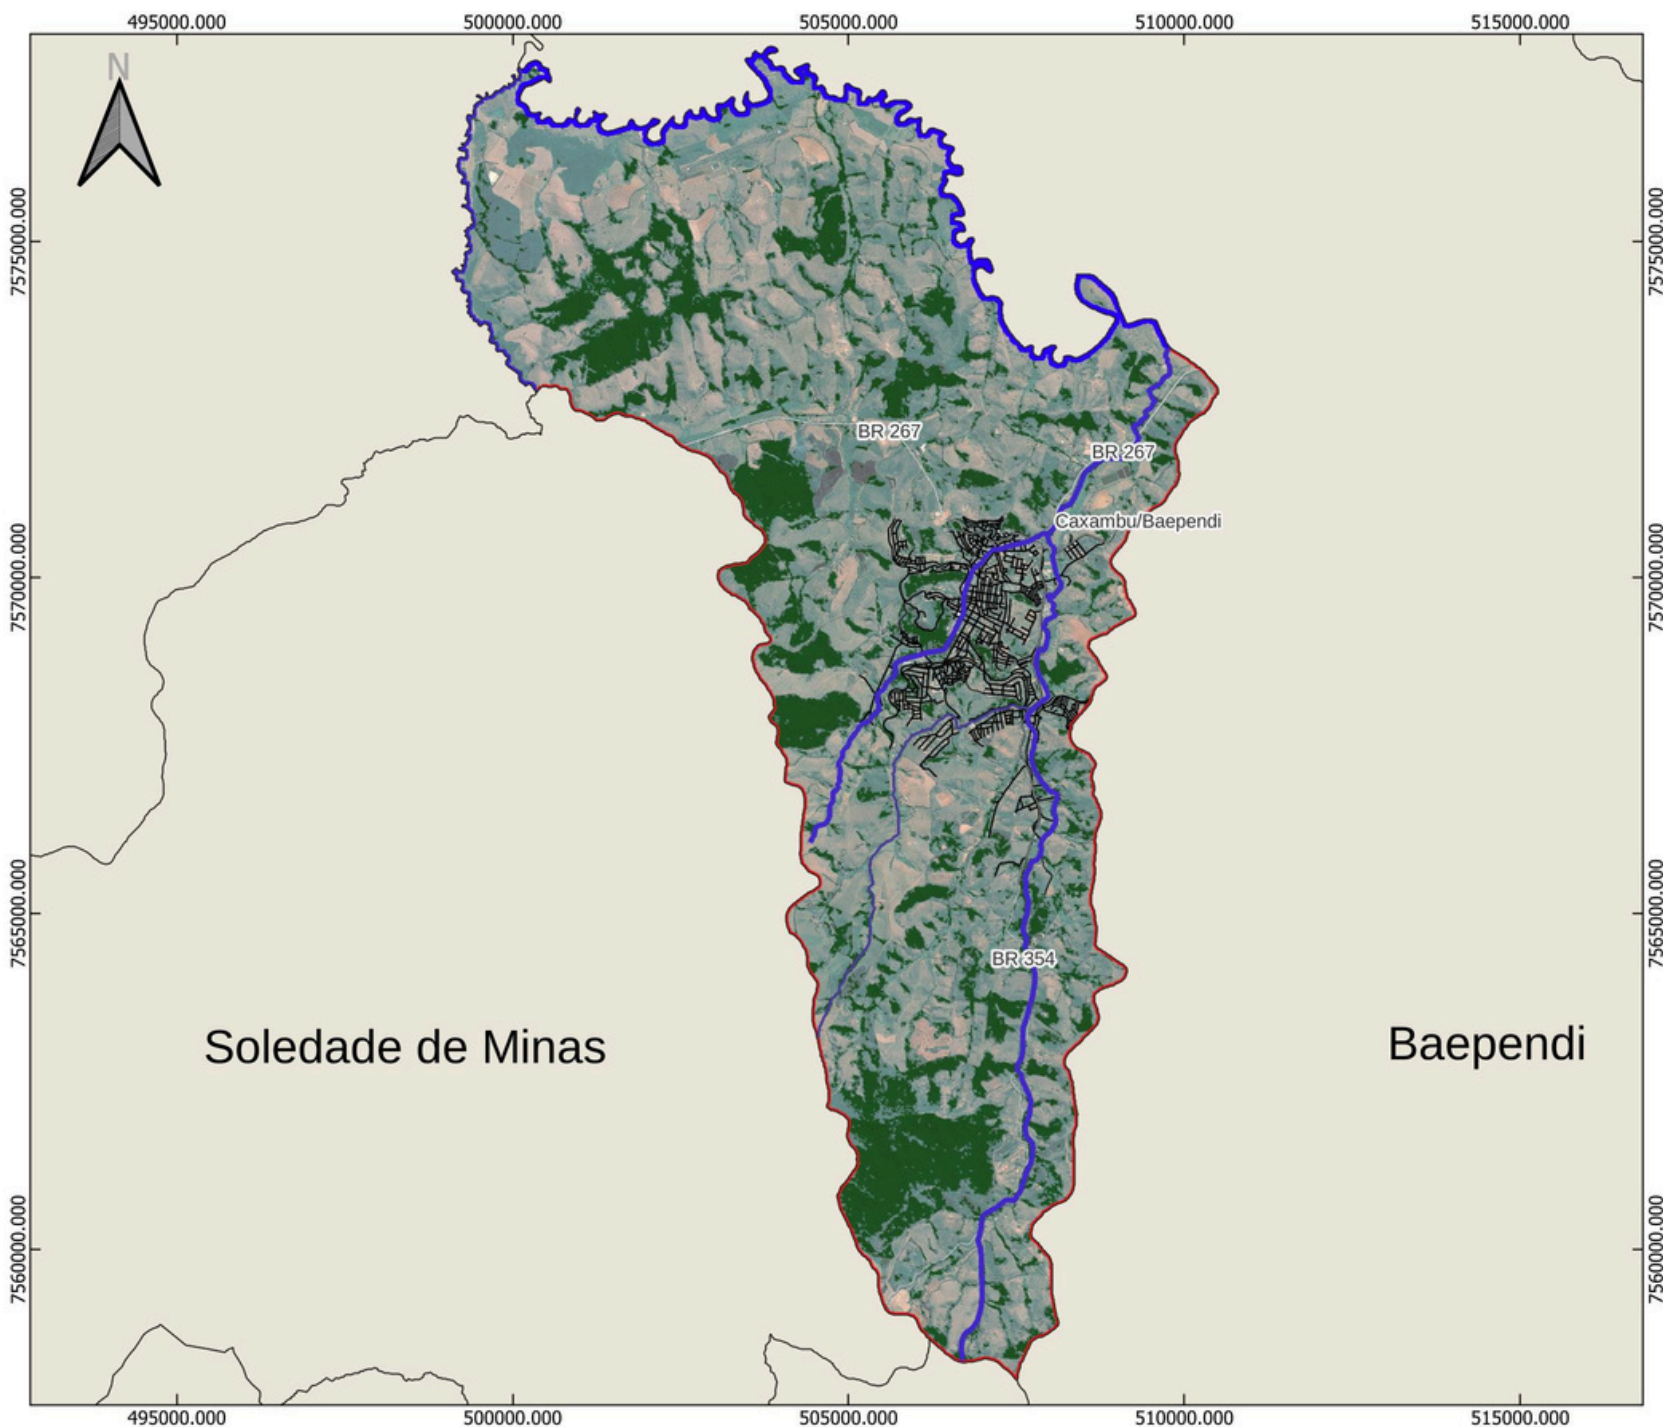 495000.000 500000.000 505000.000 510000.000 515000.000
N
7575000.000 7575000.000
BR 267
BR 267
Caxambu/Baependi
7570000.000 7570000.000
7565000.000 7565000.000
BR 354
Soledade de Minas
Baependi
7560000.000 7560000.000
495000.000 500000.000 505000.000 510000.000 515000.000